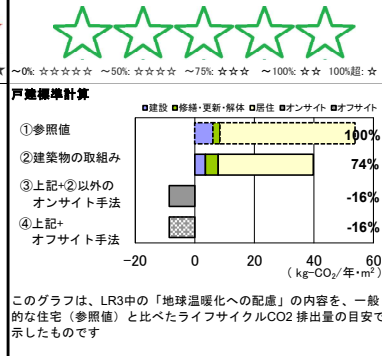 ～0%: ☆☆☆☆☆ ～50%: ☆☆☆☆ ～75%: ☆☆☆ ～100%: ☆☆ 100%超: ☆
戸建標準計算
■建設 ■修繕・更新・解体 ■居住 ■オンサイト ■オフサイト
①参照値
100%
②建築物の取組み
74%
③上記+②以外の
オンサイト手法
-16%
④上記+
オフサイト手法
-16%
-20 0 20 40 60
( kg-CO₂/年・m² )
このグラフは、LR3中の「地球温暖化への配慮」の内容を、一般
的な住宅（参照値）と比べたライフサイクルCO2 排出量の目安で
示したものです